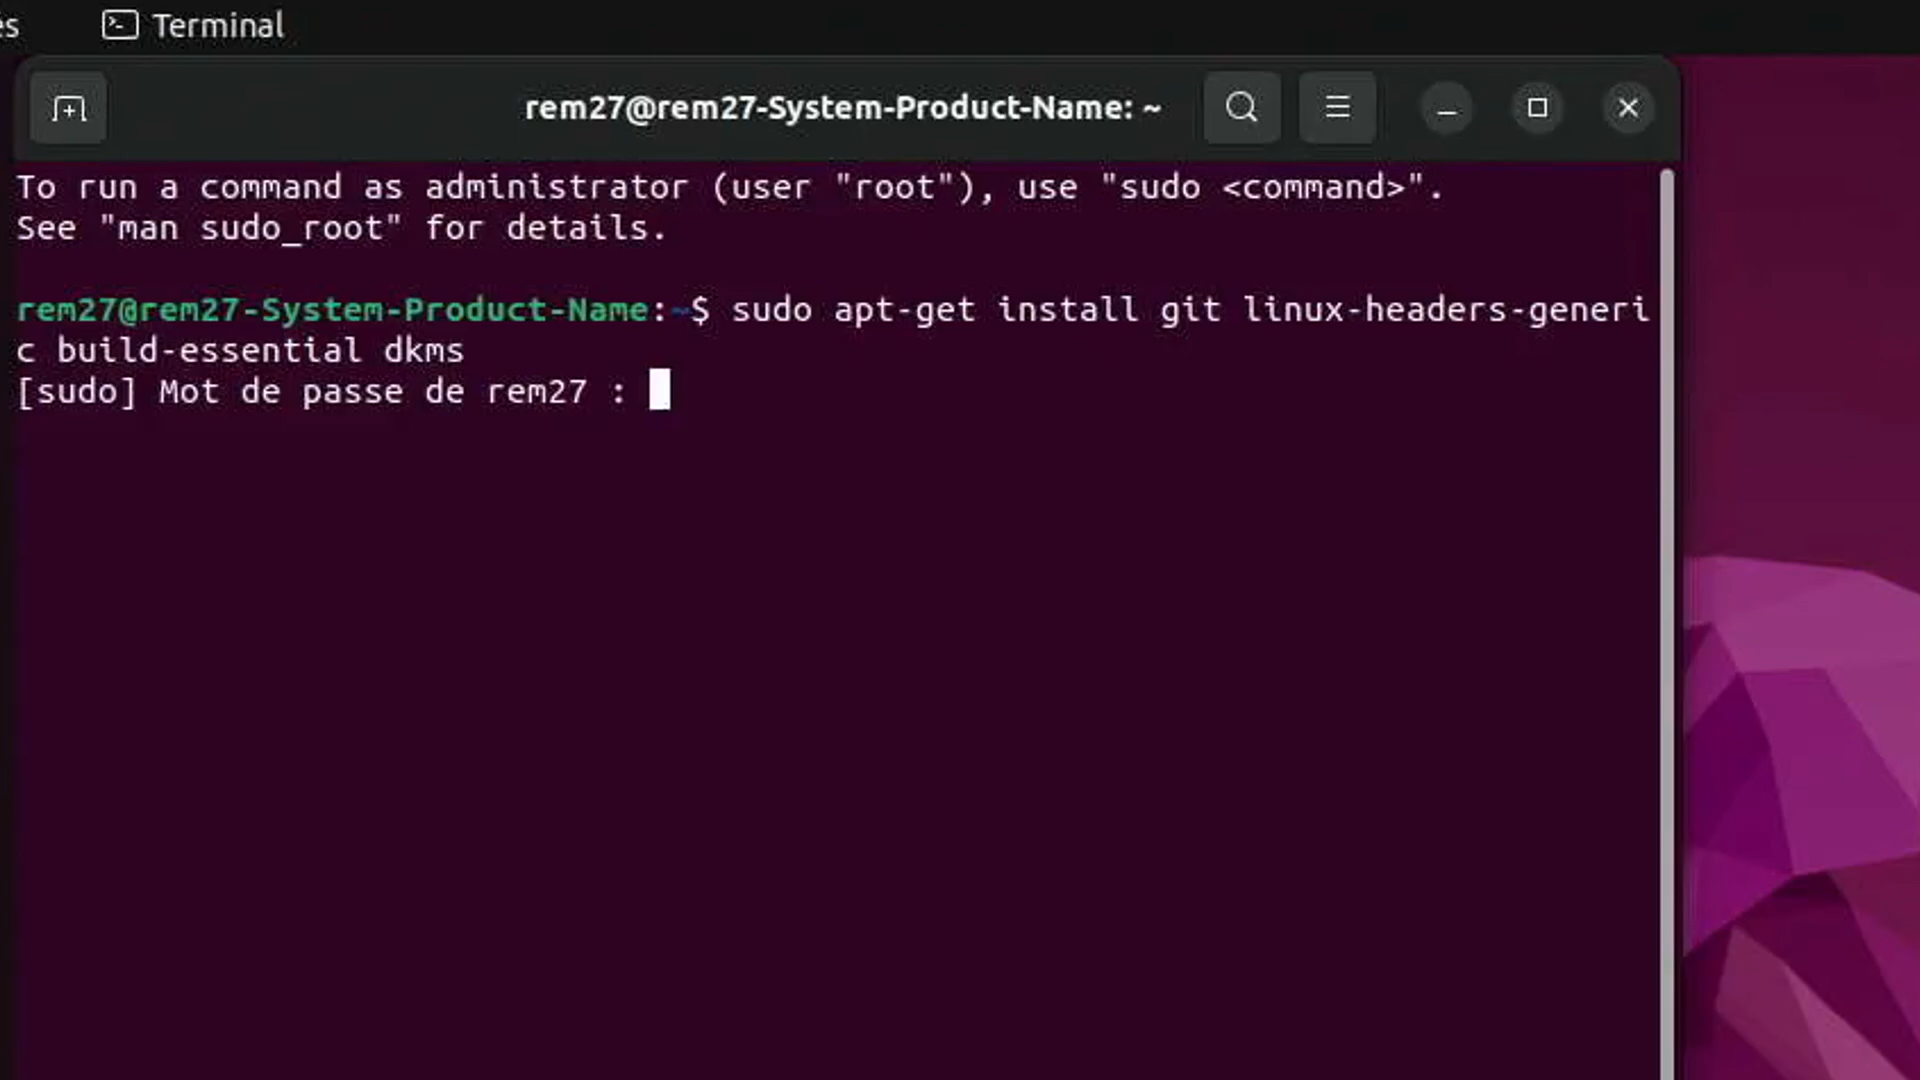 Terminal
rem27@rem27-System-Product-Name: ~
To run a command as administrator (user "root"), use "sudo <command>".
See "man sudo_root" for details.
rem27@rem27-System-Product-Name:~$ sudo apt-get install git linux-headers-generi
c build-essential dkms
[sudo] Mot de passe de rem27 :